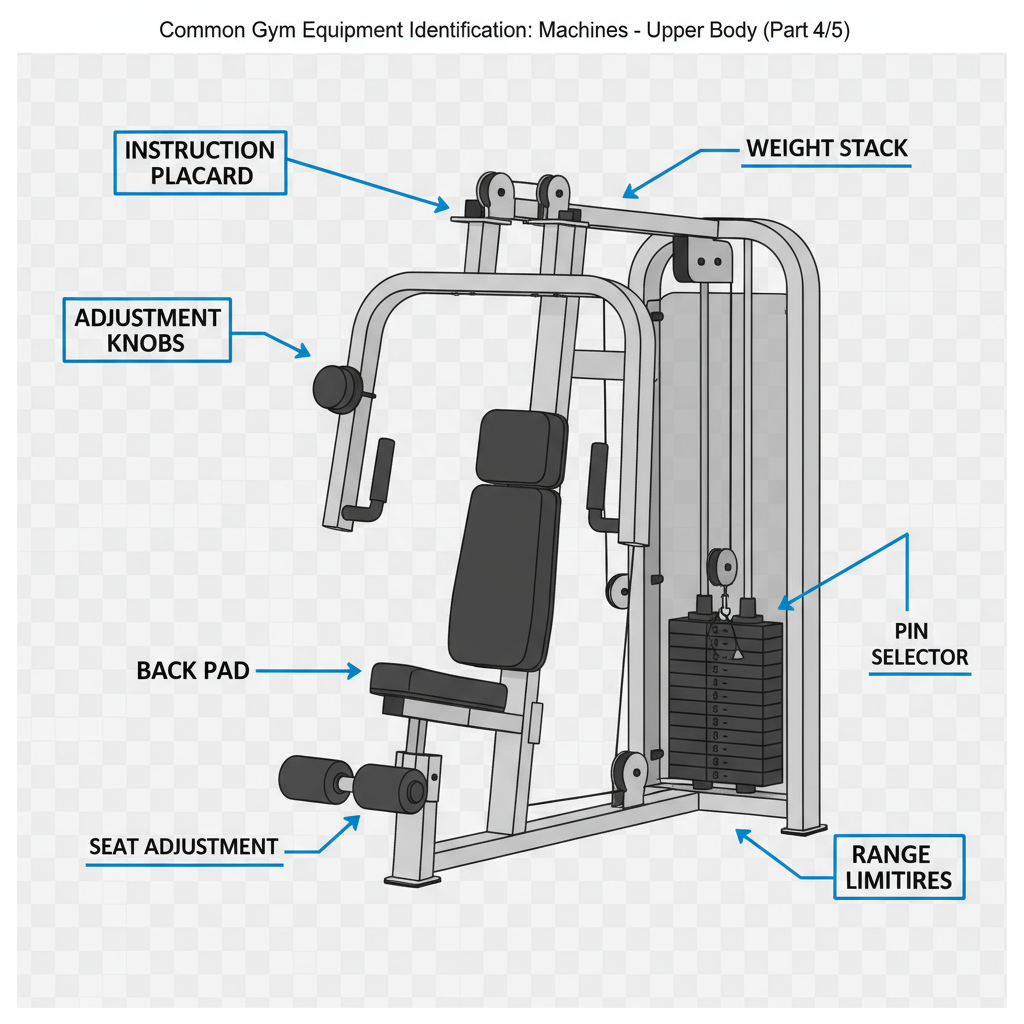 Common Gym Equipment Identification: Machines - Upper Body (Part 4/5)
INSTRUCTION
PLACARD
WEIGHT STACK
ADJUSTMENT
KNOBS
PIN
SELECTOR
BACK PAD
SEAT ADJUSTMENT
RANGE
LIMITIRES